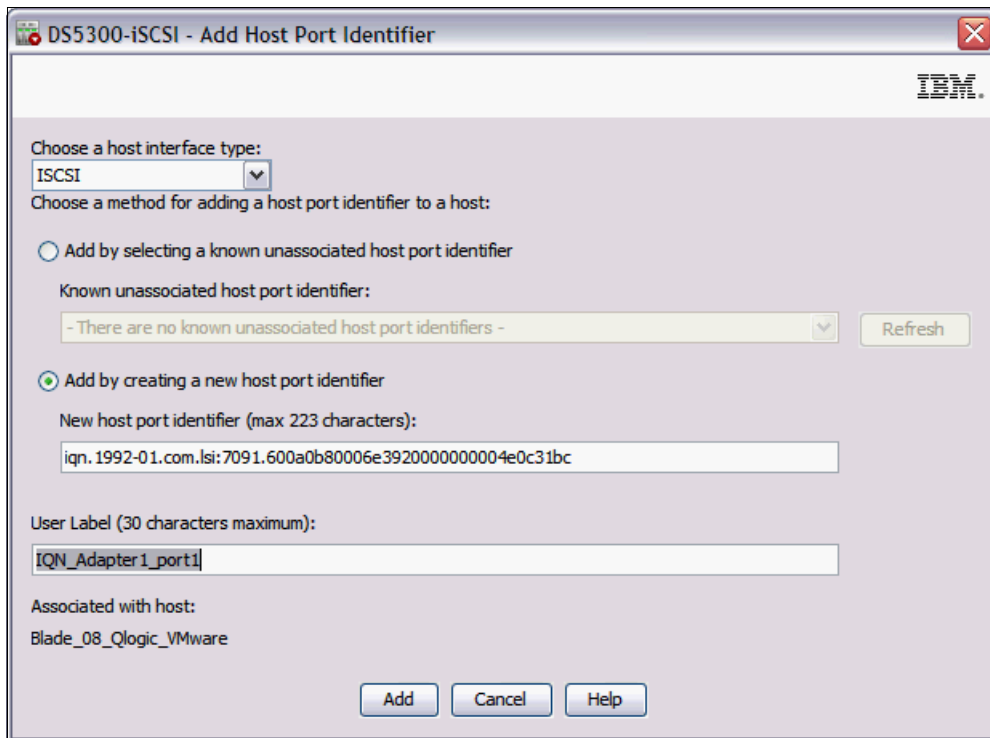 DS5300-iSCSI - Add Host Port Identifier
IBM.
Choose a host interface type:
ISCSI
Choose a method for adding a host port identifier to a host:
Add by selecting a known unassociated host port identifier
Known unassociated host port identifier:
- There are no known unassociated host port identifiers -
Refresh
Add by creating a new host port identifier
New host port identifier (max 223 characters):
iqn.1992-01.com.lsi:7091.600a0b80006e3920000000004e0c31bc
User Label (30 characters maximum):
IQN_Adapter1_port1
Associated with host:
Blade_08_Qlogic_VMware
Add Cancel Help